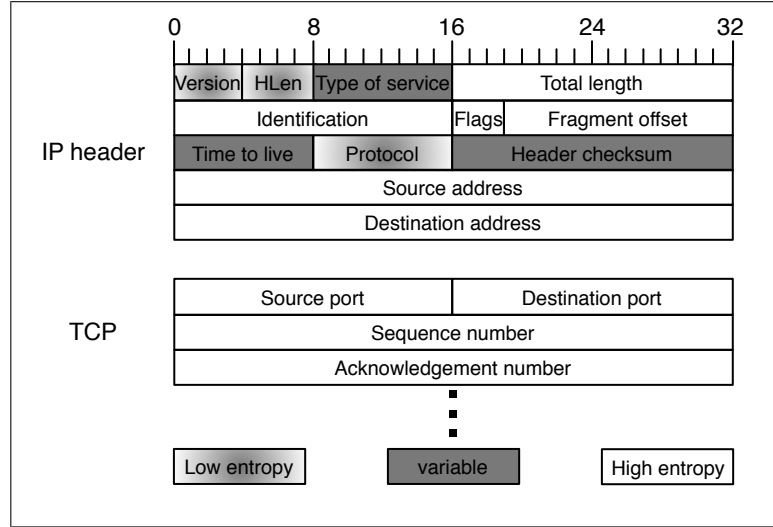 0 8 16 24 32
Version HLen Type of service Total length
Identification Flags Fragment offset
IP header Time to live Protocol Header checksum
Source address
Destination address
Source port Destination port
TCP Sequence number
Acknowledgement number
Low entropy variable High entropy